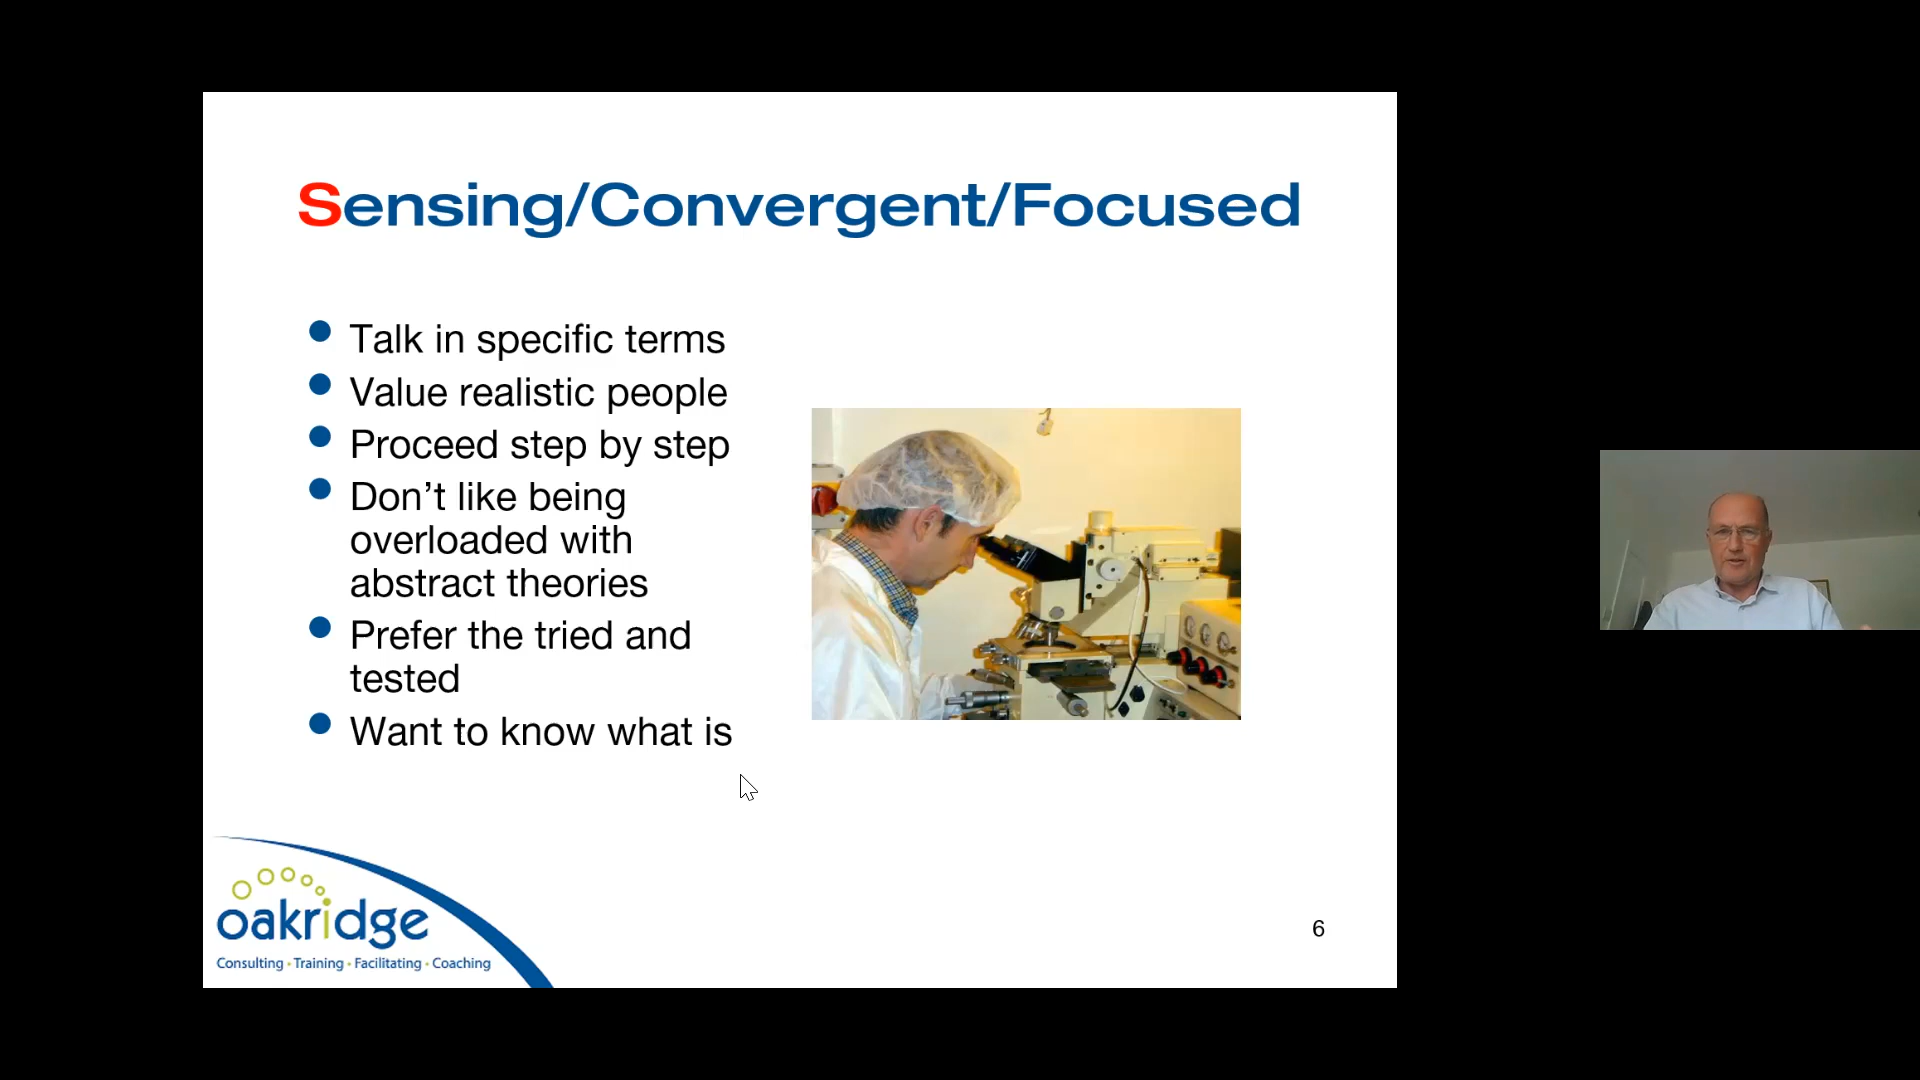 Sensing/Convergent/Focused
Talk in specific terms
Value realistic people
Proceed step by step
Don’t like being
overloaded with
abstract theories
Prefer the tried and
tested
Want to know what is
oakridge
Consulting • Training • Facilitating • Coaching
6